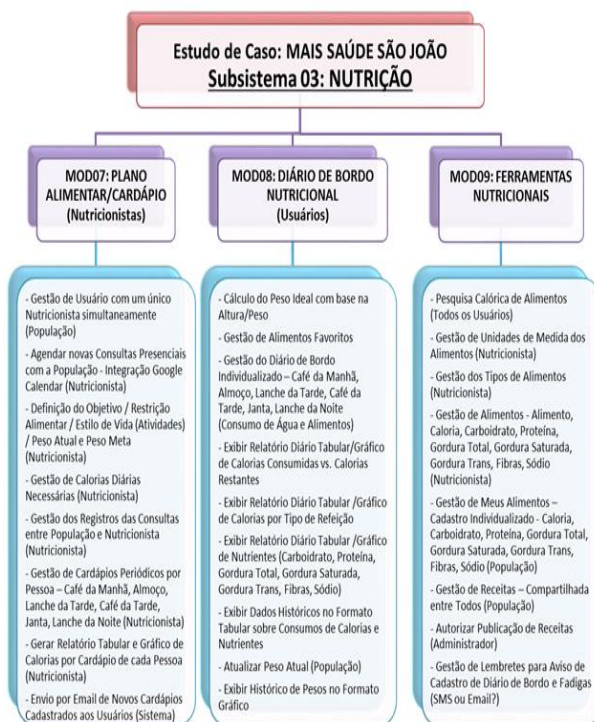 Estudo de Caso: MAIS SAÚDE SÃO JOÃO
Subsistema 03: NUTRIÇÃO
MOD07: PLANO
ALIMENTAR/CARDÁPIO
(Nutricionistas)
- Gestão de Usuário com um único
Nutricionista simultaneamente
(População)
- Agendar novas Consultas Presenciais
com a População - Integração Google
Calendar (Nutricionista)
- Definição do Objetivo / Restrição
Alimentar / Estilo de Vida (Atividades)
/ Peso Atual e Peso Meta
(Nutricionista)
- Gestão de Calorias Diárias
Necessárias (Nutricionista)
- Gestão dos Registros das Consultas
entre População e Nutricionista
(Nutricionista)
- Gestão de Cardápios Periódicos por
Pessoa – Café da Manhã, Almoço,
Lanche da Tarde, Café da Tarde,
Janta, Lanche da Noite (Nutricionista)
- Gerar Relatório Tabular e Gráfico de
Calorias por Cardápio de cada Pessoa
(Nutricionista)
- Envio por Email de Novos Cardápios
Cadastrados aos Usuários (Sistema)
MOD08: DIÁRIO DE BORDO
NUTRICIONAL
(Usuários)
- Cálculo do Peso Ideal com base na
Altura/Peso
- Gestão de Alimentos Favoritos
- Gestão do Diário de Bordo
Individualizado – Café da Manhã,
Almoço, Lanche da Tarde, Café da
Tarde, Janta, Lanche da Noite
(Consumo de Água e Alimentos)
- Exibir Relatório Diário Tabular/Gráfico
de Calorias Consumidas vs. Calorias
Restantes
- Exibir Relatório Diário Tabular /Gráfico
de Calorias por Tipo de Refeição
- Exibir Relatório Diário Tabular /Gráfico
de Nutrientes (Carboidrato, Proteína,
Gordura Total, Gordura Saturada,
Gordura Trans, Fibras, Sódio)
- Exibir Dados Históricos no Formato
Tabular sobre Consumos de Calorias e
Nutrientes
- Atualizar Peso Atual (População)
- Exibir Histórico de Pesos no Formato
Gráfico
MOD09: FERRAMENTAS
NUTRICIONAIS
- Pesquisa Calórica de Alimentos
(Todos os Usuários)
- Gestão de Unidades de Medida dos
Alimentos (Nutricionista)
- Gestão dos Tipos de Alimentos
(Nutricionista)
- Gestão de Alimentos - Alimento,
Caloria, Carboidrato, Proteína,
Gordura Total, Gordura Saturada,
Gordura Trans, Fibras, Sódio
(Nutricionista)
- Gestão de Meus Alimentos –
Cadastro Individualizado - Caloria,
Carboidrato, Proteína, Gordura Total,
Gordura Saturada, Gordura Trans,
Fibras, Sódio (População)
- Gestão de Receitas – Compartilhada
entre Todos (População)
- Autorizar Publicação de Receitas
(Administrador)
- Gestão de Lembretes para Aviso de
Cadastro de Diário de Bordo e Fadigas
(SMS ou Email?)